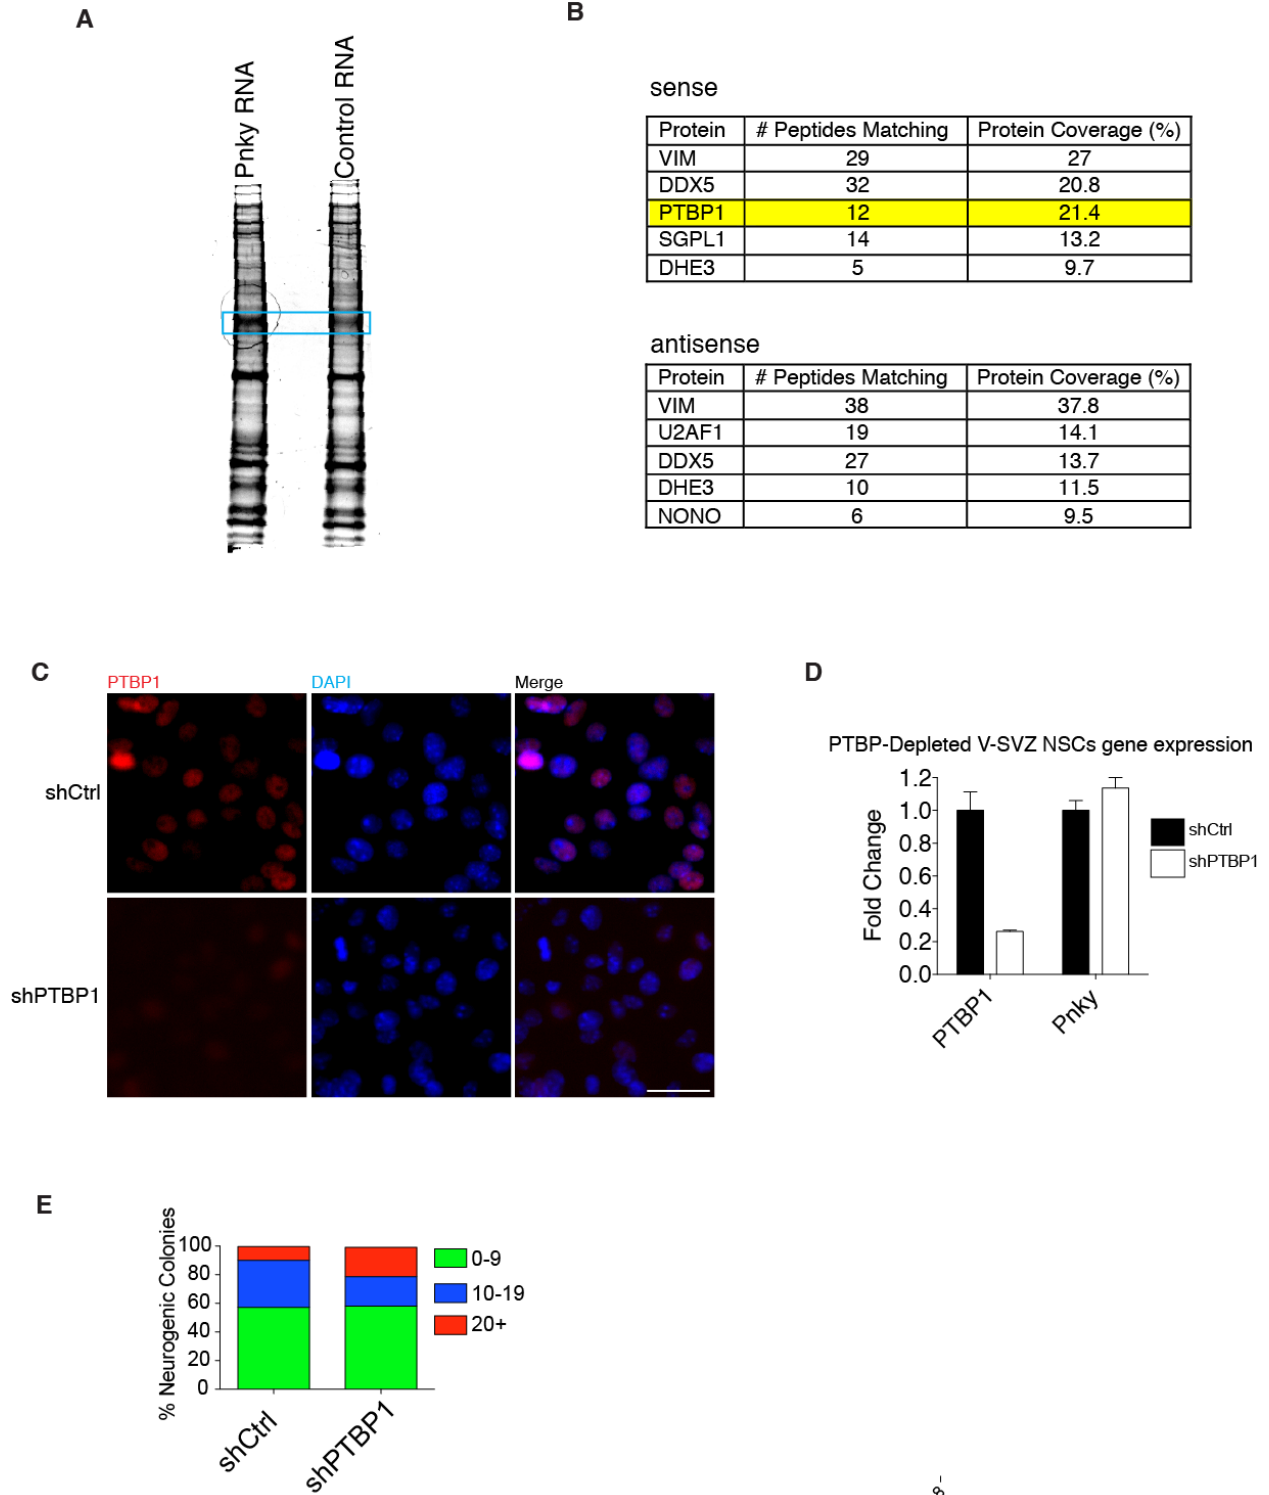 A
Pnky RNA
Control RNA
B
sense
Protein # Peptides Matching Protein Coverage (%)
VIM 29 27
DDX5 32 20.8
PTBP1 12 21.4
SGPL1 14 13.2
DHE3 5 9.7
antisense
Protein # Peptides Matching Protein Coverage (%)
VIM 38 37.8
U2AF1 19 14.1
DDX5 27 13.7
DHE3 10 11.5
NONO 6 9.5
C
PTBP1 DAPI Merge
shCtrl
shPTBP1
D
PTBP-Depleted V-SVZ NSCs gene expression
Fold Change
1.2
1.0
0.8
0.6
0.4
0.2
0.0
PTBP1
Pnky
shCtrl
shPTBP1
E
% Neurogenic Colonies
100
80
60
40
20
0
shCtrl
shPTBP1
0-9
10-19
20+